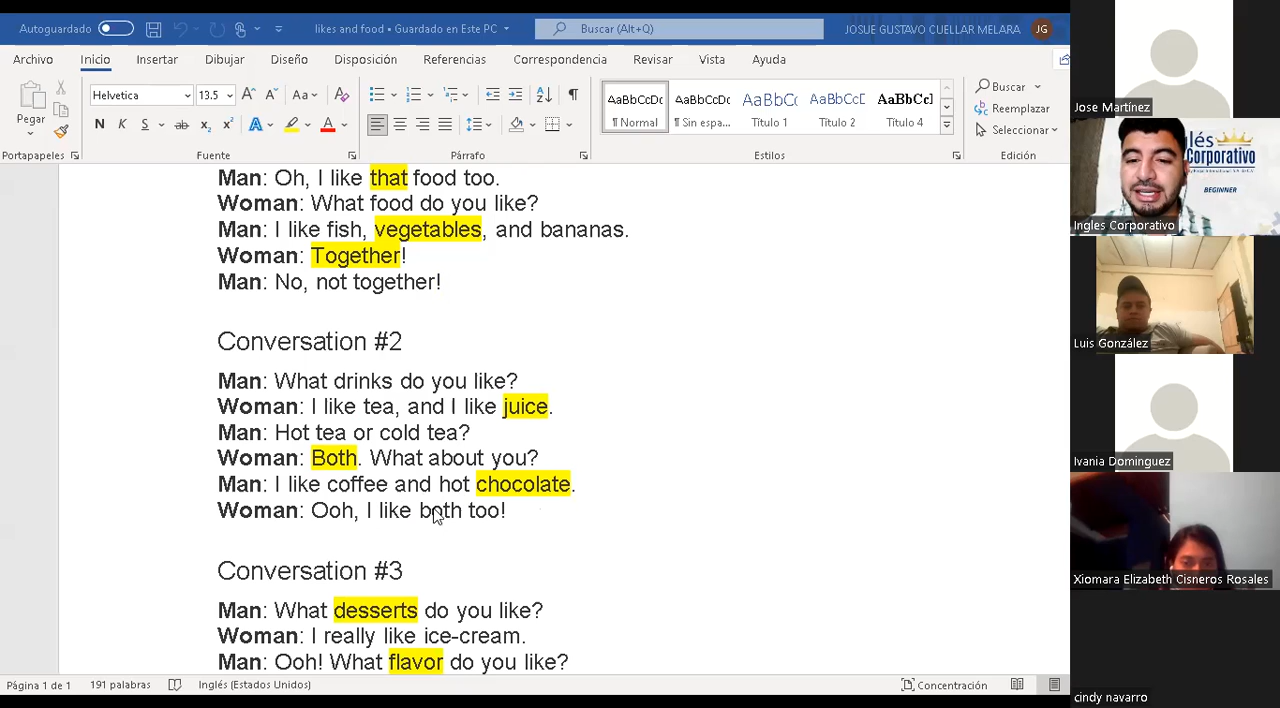 Autoguardado
likes and food • Guardado en Este PC
Buscar (Alt+Q)
JOSUE GUSTAVO CUELLAR MELARA
JG
Archivo
Inicio
Insertar
Dibujar
Diseño
Disposición
Referencias
Correspondencia
Revisar
Vista
Ayuda
Pegar
Helvetica
13.5
N K S ab x₂ x² A A
Aa
AaBbCcDc
¶ Normal
AaBbCcDc
¶ Sin espa...
AaBbC(
Título 1
AaBbCcD
Título 2
AaBbCcI
Título 4
Buscar
Reemplazar
Seleccionar
Portapapeles
Fuente
Párrafo
Estilos
Edición
Man: Oh, I like that food too.
Woman: What food do you like?
Man: I like fish, vegetables, and bananas.
Woman: Together!
Man: No, not together!
Conversation #2
Man: What drinks do you like?
Woman: I like tea, and I like juice.
Man: Hot tea or cold tea?
Woman: Both. What about you?
Man: I like coffee and hot chocolate.
Woman: Ooh, I like both too!
Conversation #3
Man: What desserts do you like?
Woman: I really like ice-cream.
Man: Ooh! What flavor do you like?
Página 1 de 1
191 palabras
Inglés (Estados Unidos)
Concentración
Jose Martínez
glés
Corporativo
BEGINNER
Ingles Corporativo
Luis González
Ivania Dominguez
Xiomara Elizabeth Cisneros Rosales
cindy navarro